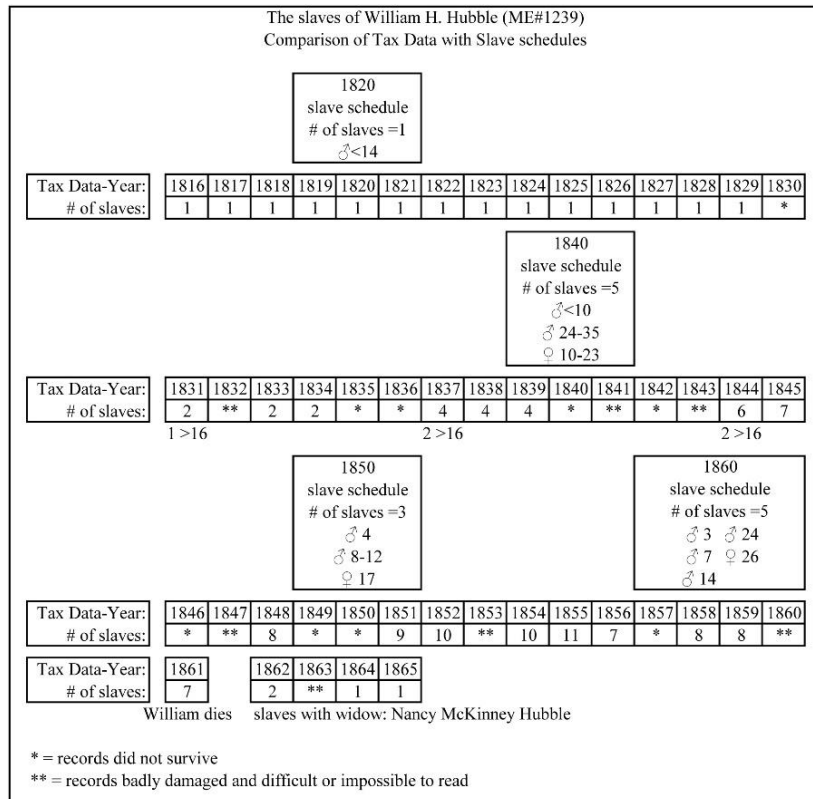 The slaves of William H. Hubble (ME#1239)
Comparison of Tax Data with Slave schedules
1820
slave schedule
# of slaves =1
♂<14
Tax Data-Year: 1816 1817 1818 1819 1820 1821 1822 1823 1824 1825 1826 1827 1828 1829 1830
# of slaves: 1 1 1 1 1 1 1 1 1 1 1 1 1 1 *
1840
slave schedule
# of slaves =5
♂<10
♂ 24-35
♀ 10-23
Tax Data-Year: 1831 1832 1833 1834 1835 1836 1837 1838 1839 1840 1841 1842 1843 1844 1845
# of slaves: 2 ** 2 2 * * 4 4 4 * ** * ** 6 7
1 >16 2 >16 2 >16
1850
slave schedule
# of slaves =3
♂ 4
♂ 8-12
♀ 17
1860
slave schedule
# of slaves =5
♂ 3 ♂ 24
♂ 7 ♀ 26
♂ 14
Tax Data-Year: 1846 1847 1848 1849 1850 1851 1852 1853 1854 1855 1856 1857 1858 1859 1860
# of slaves: * ** 8 * * 9 10 ** 10 11 7 * 8 8 **
Tax Data-Year: 1861 1862 1863 1864 1865
# of slaves: 7 2 ** 1 1
William dies slaves with widow: Nancy McKinney Hubble
* = records did not survive
** = records badly damaged and difficult or impossible to read